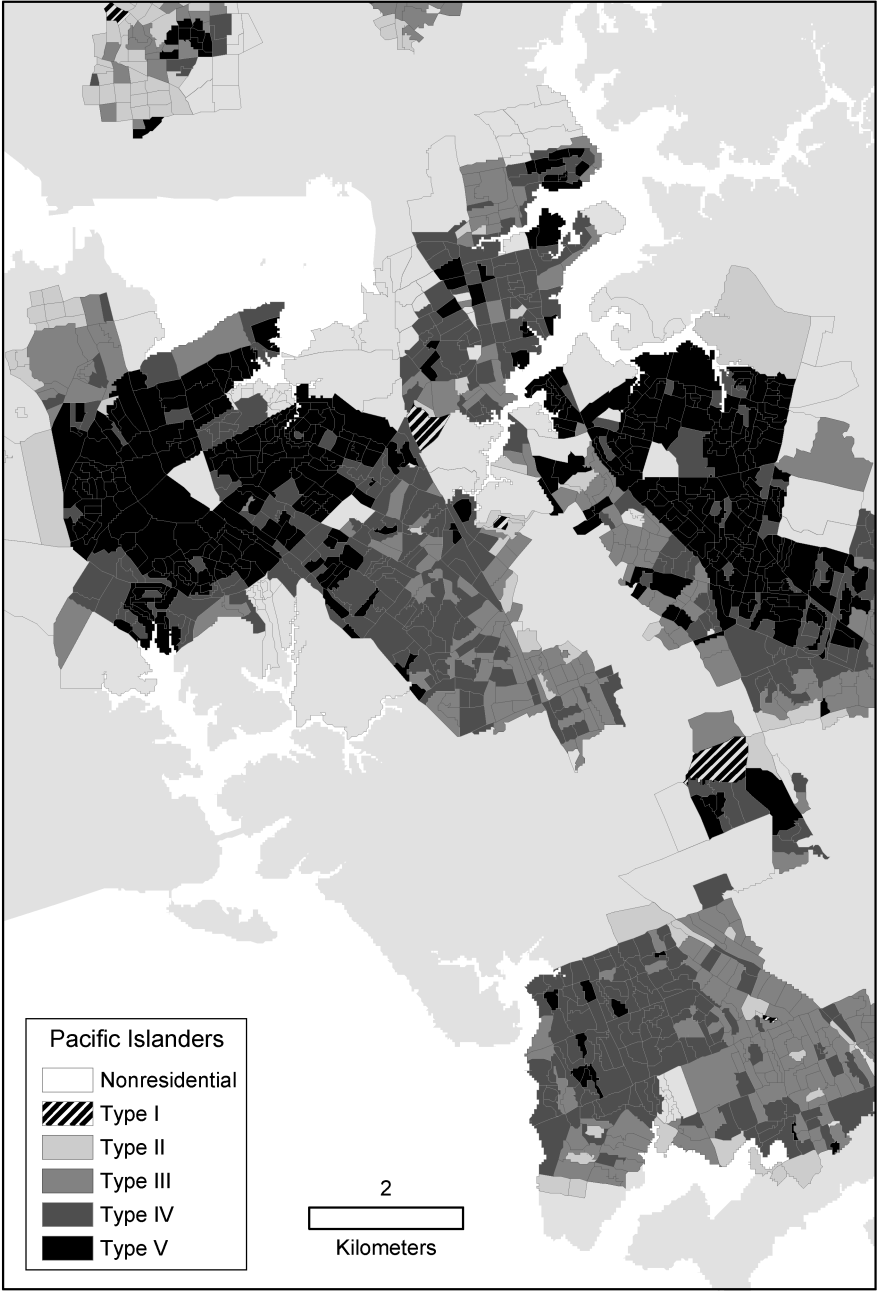 Pacific Islanders
Nonresidential
Type I
Type II
Type III
Type IV
Type V
2
Kilometers